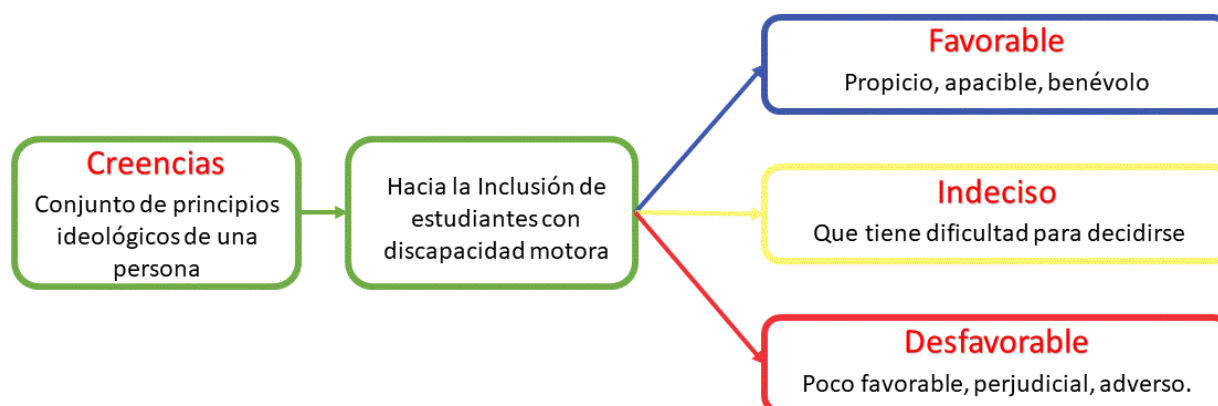 Creencias
Conjunto de principios
ideológicos de una
persona
Hacia la Inclusión de
estudiantes con
discapacidad motora
Favorable
Propicio, apacible, benévolo
Indeciso
Que tiene dificultad para decidirse
Desfavorable
Poco favorable, perjudicial, adverso.